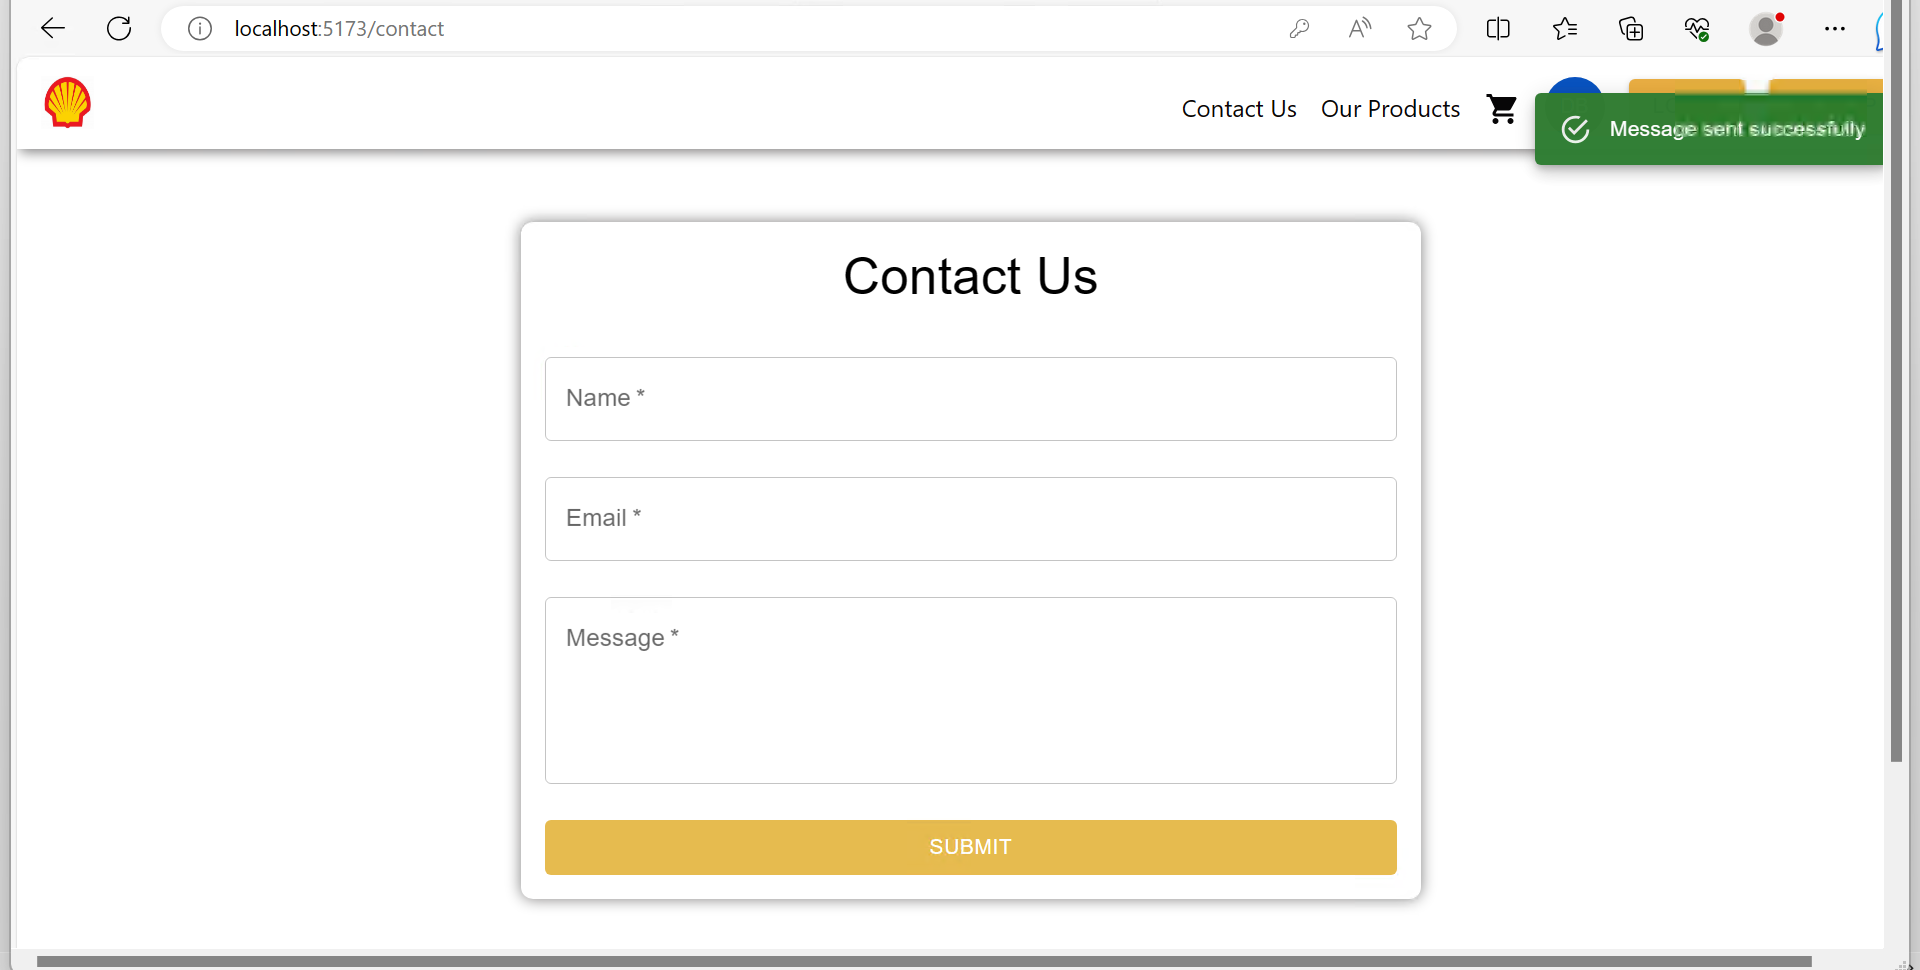 localhost:5173/contact
Contact Us Our Products
Message sent successfully
Contact Us
Name *
Email *
Message *
SUBMIT